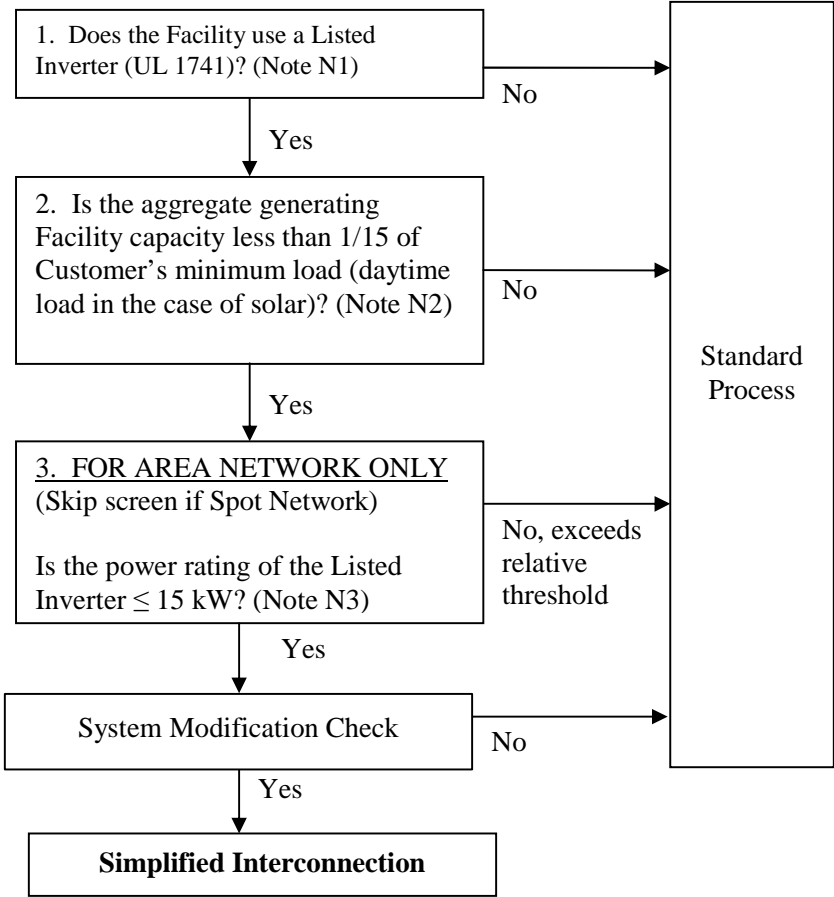 1. Does the Facility use a Listed
Inverter (UL 1741)? (Note N1)
No
Yes
2. Is the aggregate generating
Facility capacity less than 1/15 of
Customer’s minimum load (daytime
load in the case of solar)? (Note N2)
No
Standard
Process
Yes
3. FOR AREA NETWORK ONLY
(Skip screen if Spot Network)
Is the power rating of the Listed
Inverter ≤ 15 kW? (Note N3)
No, exceeds
relative
threshold
Yes
System Modification Check
No
Yes
Simplified Interconnection